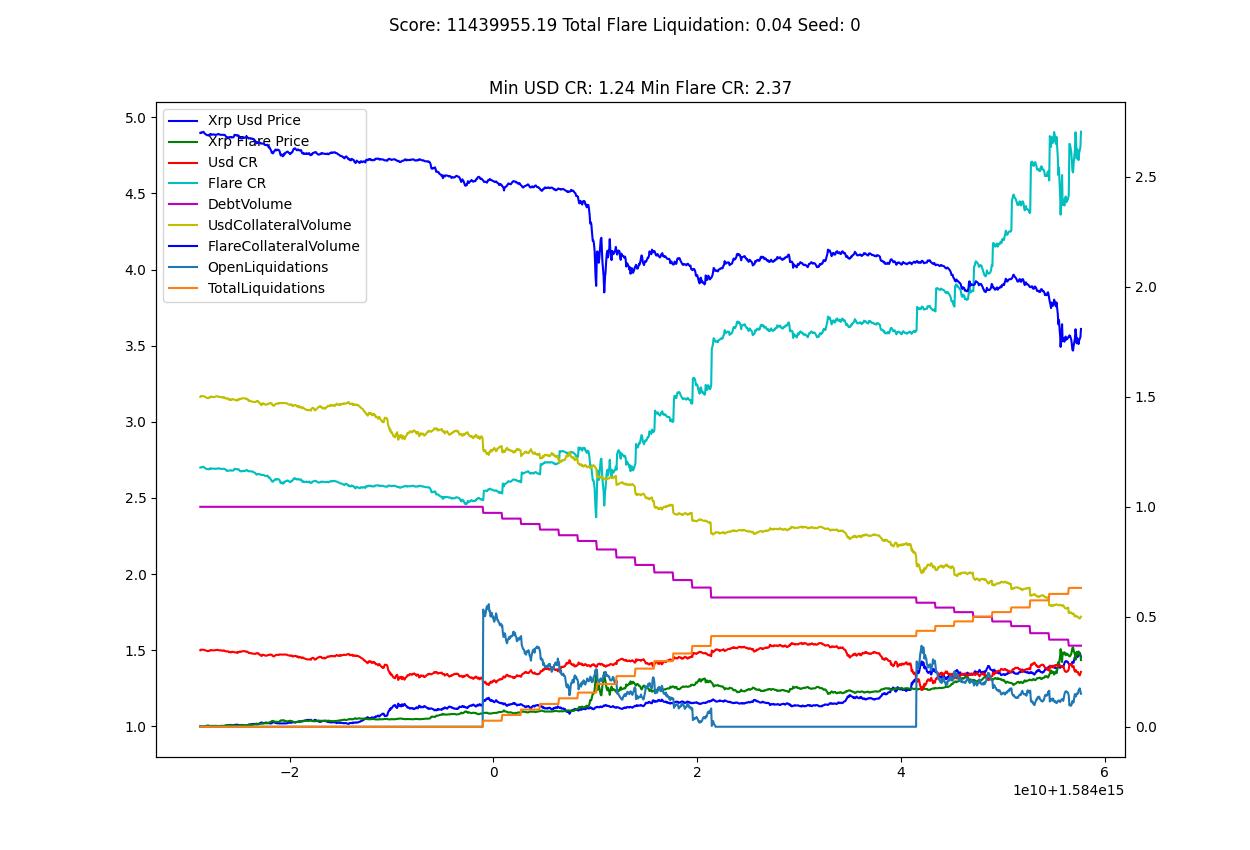 Score: 11439955.19 Total Flare Liquidation: 0.04 Seed: 0
Min USD CR: 1.24 Min Flare CR: 2.37
Xrp Usd Price
Xrp Flare Price
Usd CR
Flare CR
DebtVolume
UsdCollateralVolume
FlareCollateralVolume
OpenLiquidations
TotalLiquidations
5.0
4.5
4.0
3.5
3.0
2.5
2.0
1.5
1.0
2.5
2.0
1.5
1.0
0.5
0.0
−2 0 2 4 6
1e10+1.584e15